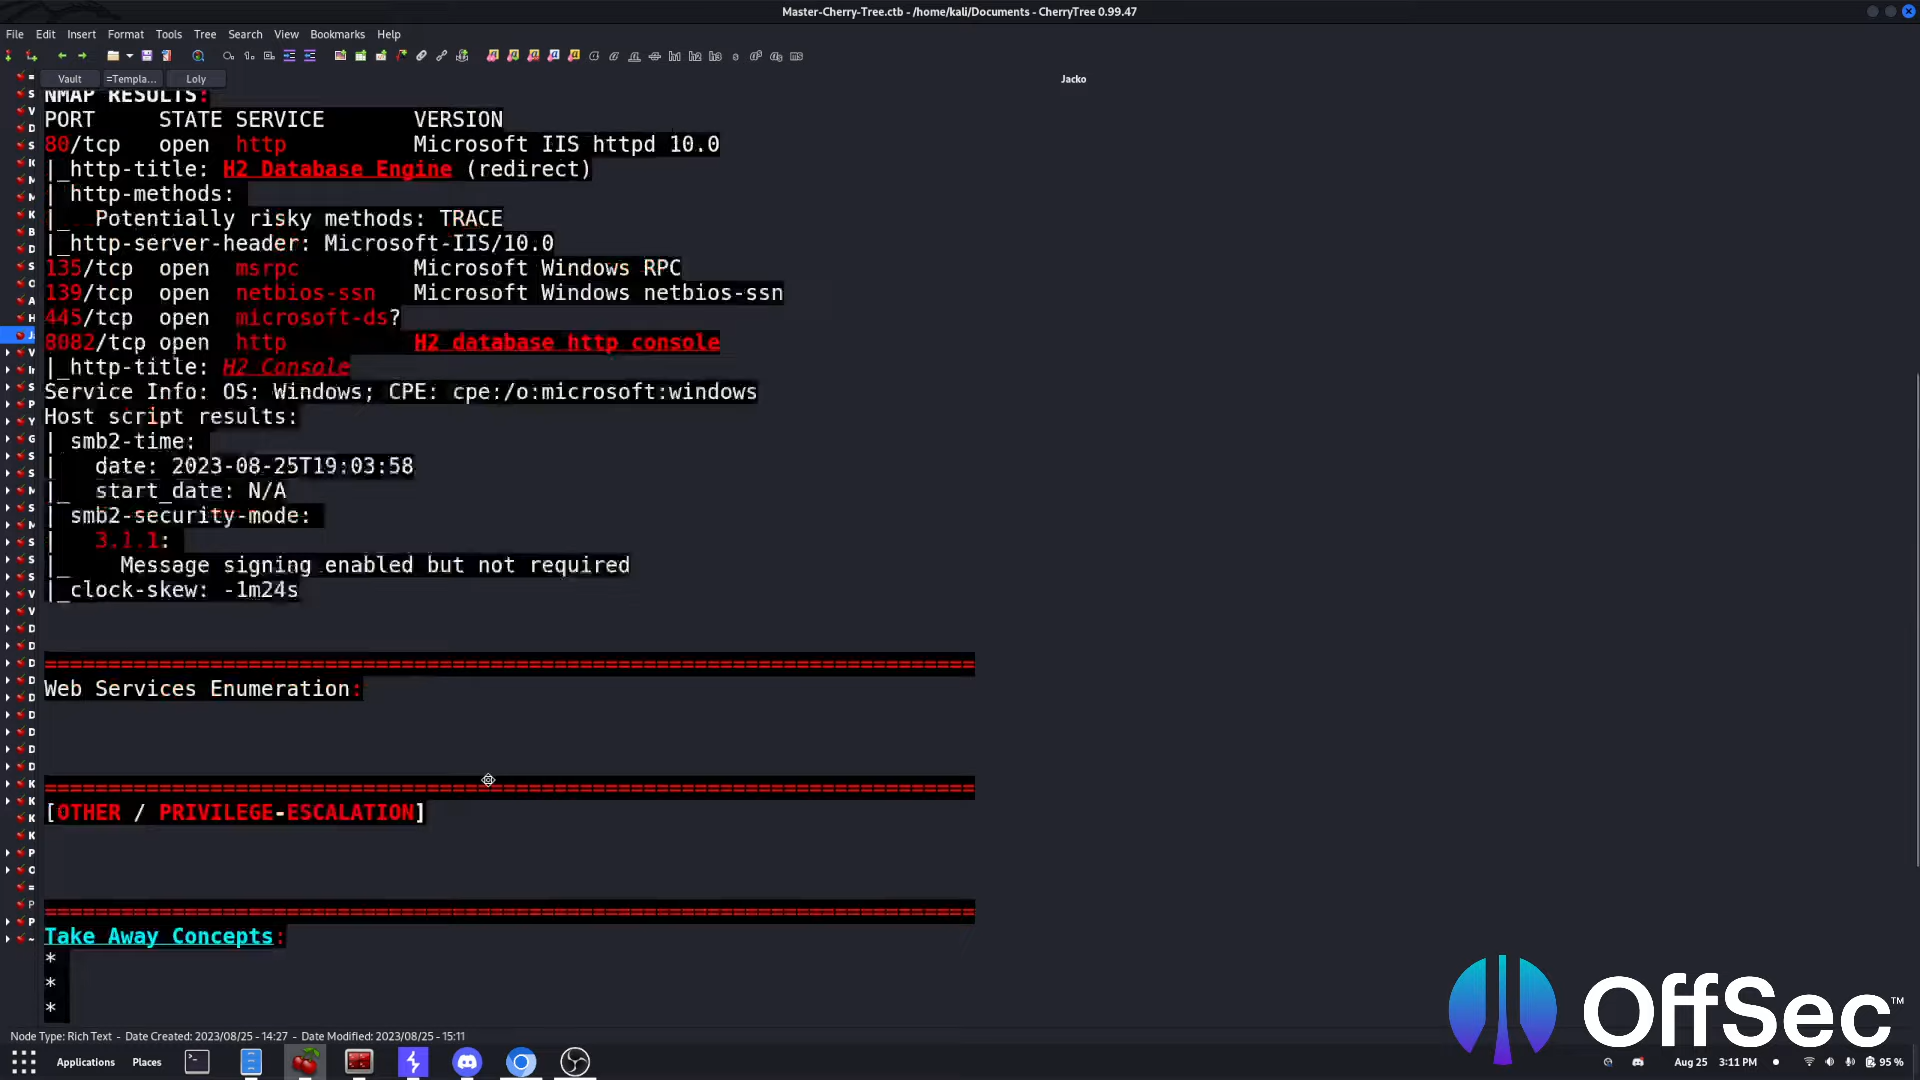 Master-Cherry-Tree.ctb - /home/kali/Documents - CherryTree 0.99.47
File Edit Insert Format Tools Tree Search View Bookmarks Help
Vault =Templa... Loly
Jacko
NMAP RESULTS:
PORT STATE SERVICE VERSION
80/tcp open http Microsoft IIS httpd 10.0
|_http-title: H2 Database Engine (redirect)
| http-methods:
|_ Potentially risky methods: TRACE
|_http-server-header: Microsoft-IIS/10.0
135/tcp open msrpc Microsoft Windows RPC
139/tcp open netbios-ssn Microsoft Windows netbios-ssn
445/tcp open microsoft-ds?
8082/tcp open http H2 database http console
|_http-title: H2 Console
Service Info: OS: Windows; CPE: cpe:/o:microsoft:windows
Host script results:
| smb2-time:
| date: 2023-08-25T19:03:58
|_ start_date: N/A
| smb2-security-mode:
| 3.1.1:
|_ Message signing enabled but not required
|_clock-skew: -1m24s
=========================================================================
Web Services Enumeration:
=========================================================================
[OTHER / PRIVILEGE-ESCALATION]
=========================================================================
Take Away Concepts:
*
*
*
OffSec™
Node Type: Rich Text - Date Created: 2023/08/25 - 14:27 - Date Modified: 2023/08/25 - 15:11
Applications Places
Aug 25 3:11 PM
95 %